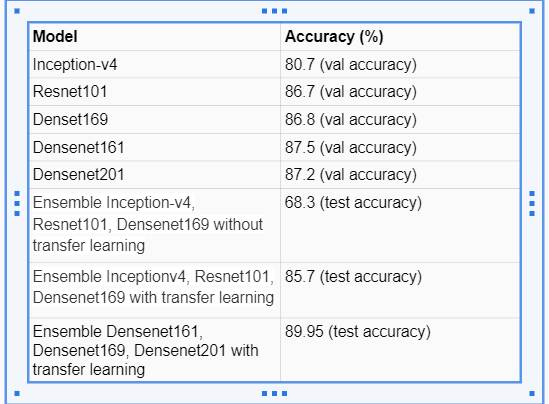 Model Accuracy (%)
Inception-v4 80.7 (val accuracy)
Resnet101 86.7 (val accuracy)
Denset169 86.8 (val accuracy)
Densenet161 87.5 (val accuracy)
Densenet201 87.2 (val accuracy)
Ensemble Inception-v4, 68.3 (test accuracy)
Resnet101, Densenet169 without
transfer learning
Ensemble Inceptionv4, Resnet101, 85.7 (test accuracy)
Densenet169 with transfer learning
Ensemble Densenet161, 89.95 (test accuracy)
Densenet169, Densenet201 with
transfer learning